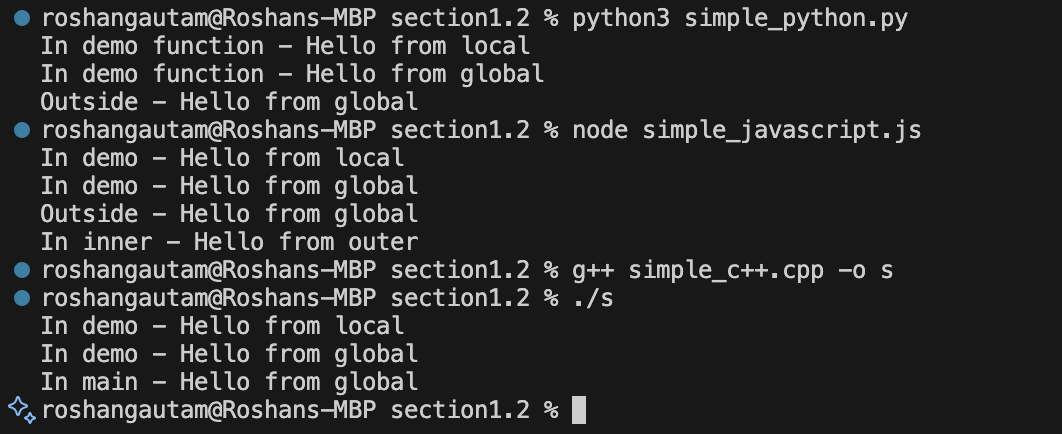 roshangautam@Roshans-MBP section1.2 % python3 simple_python.py
In demo function - Hello from local
In demo function - Hello from global
Outside - Hello from global
roshangautam@Roshans-MBP section1.2 % node simple_javascript.js
In demo - Hello from local
In demo - Hello from global
Outside - Hello from global
In inner - Hello from outer
roshangautam@Roshans-MBP section1.2 % g++ simple_c++.cpp -o s
roshangautam@Roshans-MBP section1.2 % ./s
In demo - Hello from local
In demo - Hello from global
In main - Hello from global
roshangautam@Roshans-MBP section1.2 %